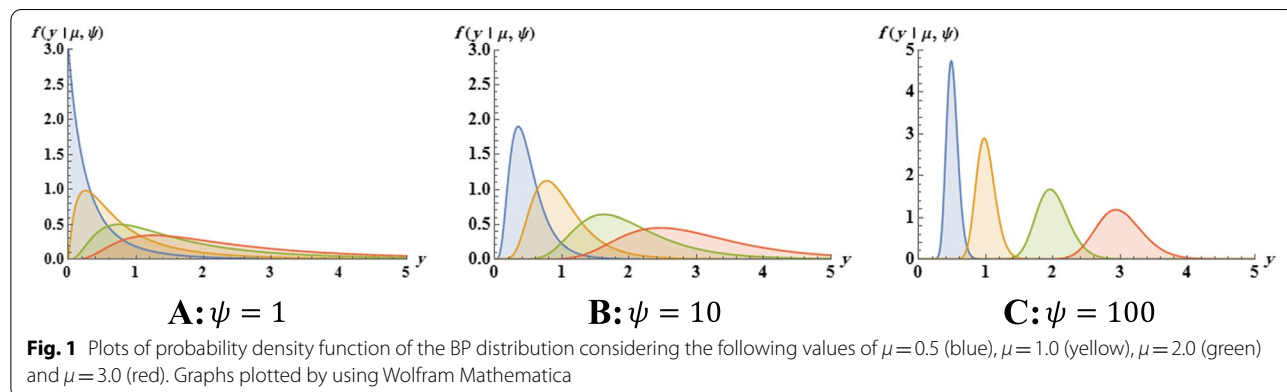 f(y | μ, ψ)
3.0
2.5
2.0
1.5
1.0
0.5
0.0
0 1 2 3 4 5 y
A: ψ = 1
f(y | μ, ψ)
3.0
2.5
2.0
1.5
1.0
0.5
0.0
0 1 2 3 4 5 y
B: ψ = 10
f(y | μ, ψ)
5
4
3
2
1
0
0 1 2 3 4 5 y
C: ψ = 100
Fig. 1 Plots of probability density function of the BP distribution considering the following values of μ = 0.5 (blue), μ = 1.0 (yellow), μ = 2.0 (green)
and μ = 3.0 (red). Graphs plotted by using Wolfram Mathematica